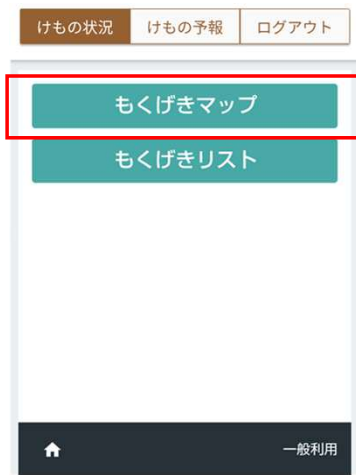 けもの状況 けもの予報 ログアウト
もくげきマップ
もくげきリスト
一般利用